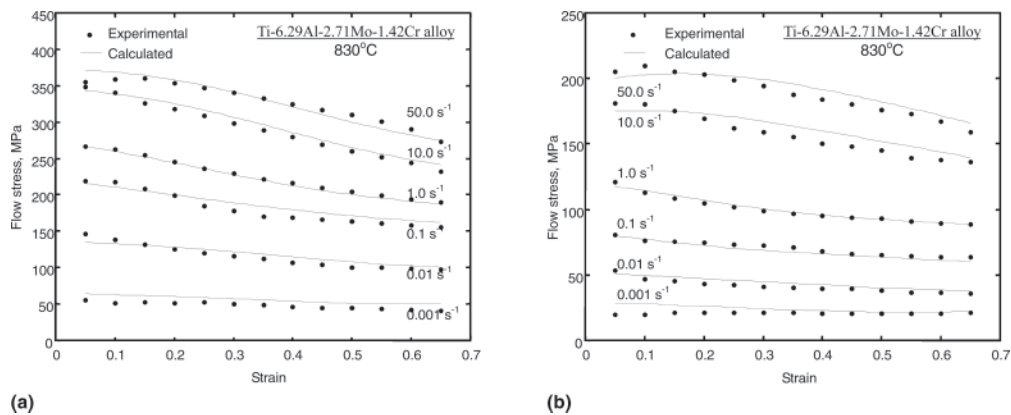 450
400
350
300
250
200
150
100
50
0
Flow stress, MPa
Experimental
Calculated
Ti-6.29Al-2.71Mo-1.42Cr alloy
830°C
50.0 s⁻¹
10.0 s⁻¹
1.0 s⁻¹
0.1 s⁻¹
0.01 s⁻¹
0.001 s⁻¹
0 0.1 0.2 0.3 0.4 0.5 0.6 0.7
Strain
(a)
250
200
150
100
50
0
Flow stress, MPa
Experimental
Calculated
Ti-6.29Al-2.71Mo-1.42Cr alloy
830°C
50.0 s⁻¹
10.0 s⁻¹
1.0 s⁻¹
0.1 s⁻¹
0.01 s⁻¹
0.001 s⁻¹
0 0.1 0.2 0.3 0.4 0.5 0.6 0.7
Strain
(b)